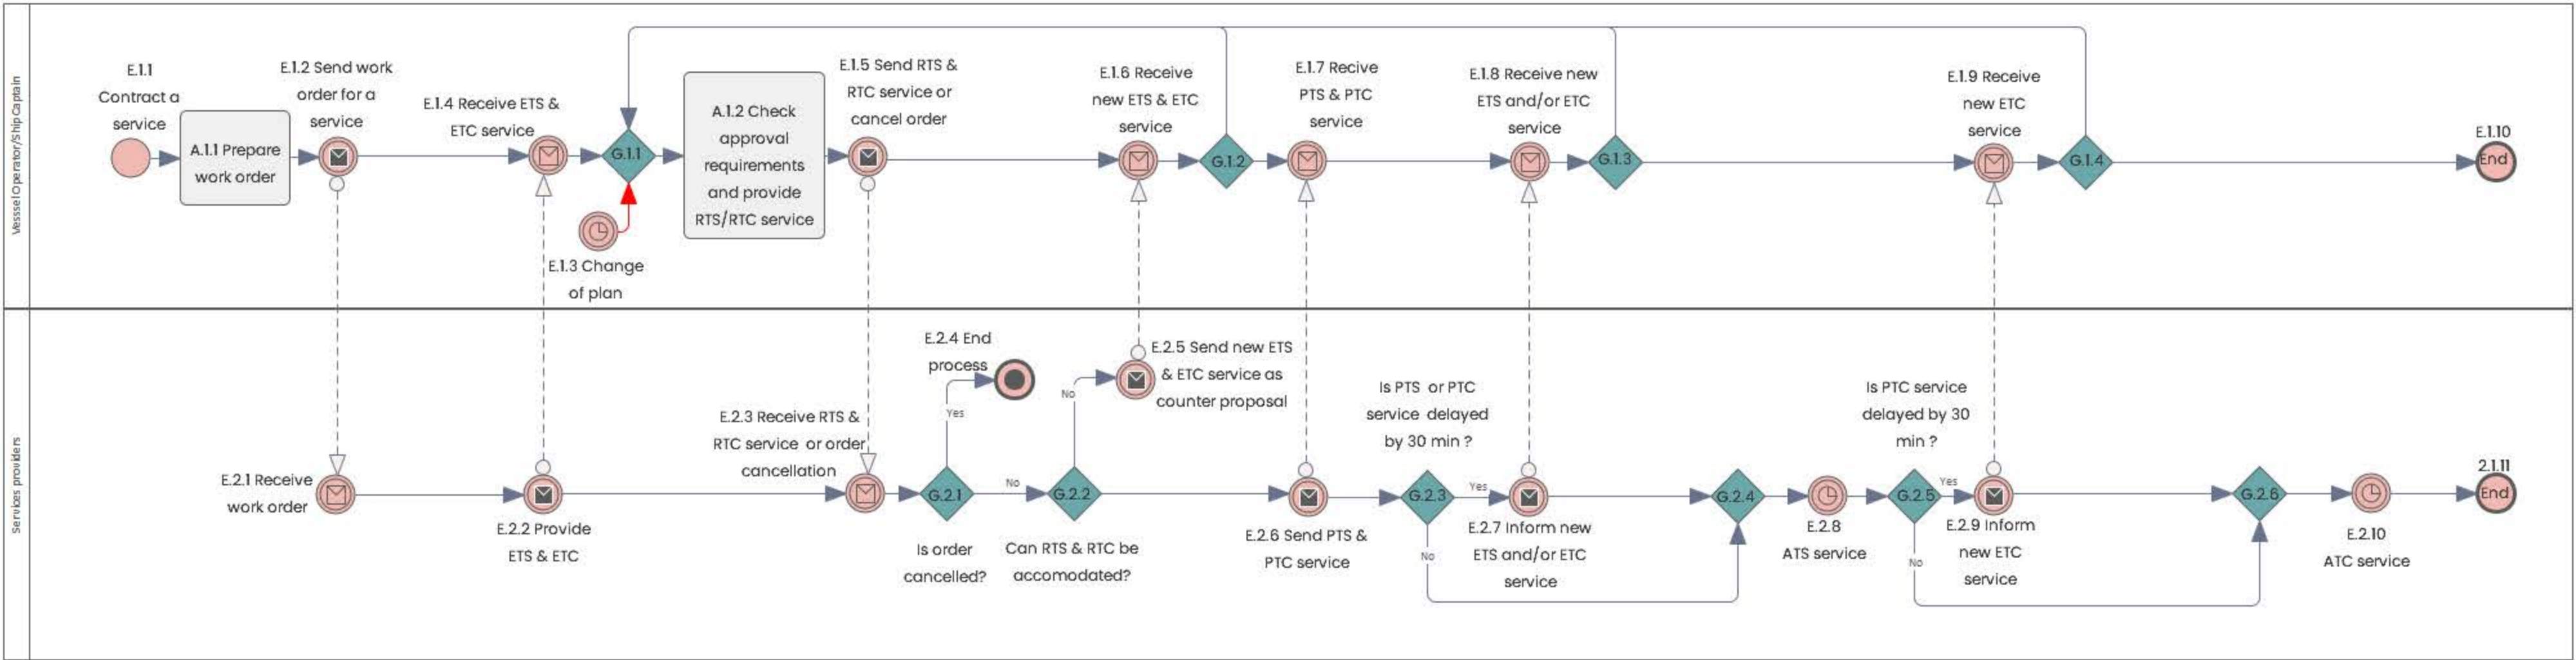 Vesssel Operator/Ship Captain
E.1.1
Contract a
service
A.1.1 Prepare
work order
E.1.2 Send work
order for a
service
E.1.4 Receive ETS &
ETC service
G.1.1
E.1.3 Change
of plan
A.1.2 Check
approval
requirements
and provide
RTS/RTC service
E.1.5 Send RTS &
RTC service or
cancel order
E.1.6 Receive
new ETS & ETC
service
G.1.2
E.1.7 Recive
PTS & PTC
service
E.1.8 Receive new
ETS and/or ETC
service
G.1.3
E.1.9 Receive
new ETC
service
G.1.4
E.1.10
End
Services providers
E.2.1 Receive
work order
E.2.2 Provide
ETS & ETC
E.2.3 Receive RTS &
RTC service or order
cancellation
G.2.1
Is order
cancelled?
Yes
E.2.4 End
process
No
G.2.2
Can RTS & RTC be
accomodated?
No
E.2.5 Send new ETS
& ETC service as
counter proposal
E.2.6 Send PTS &
PTC service
Is PTS or PTC
service delayed
by 30 min ?
G.2.3
Yes
No
E.2.7 Inform new
ETS and/or ETC
service
G.2.4
E.2.8
ATS service
Is PTC service
delayed by 30
min ?
G.2.5
Yes
No
E.2.9 Inform
new ETC
service
G.2.6
E.2.10
ATC service
2.1.11
End